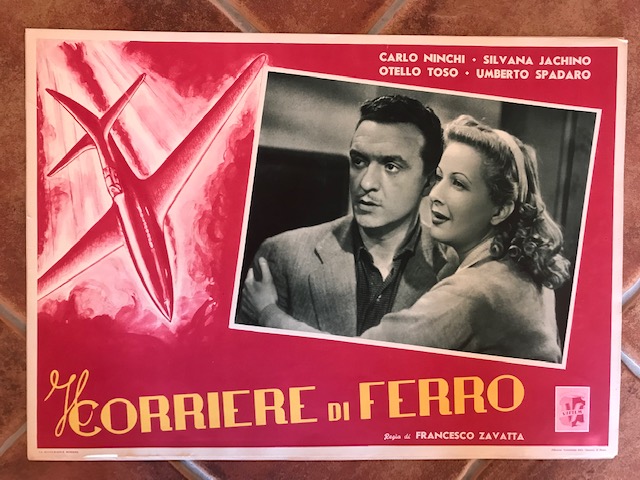 CARLO NINCHI • SILVANA JACHINO
OTELLO TOSO • UMBERTO SPADARO
Il CORRIERE DI FERRO
Regia di FRANCESCO ZAVATTA